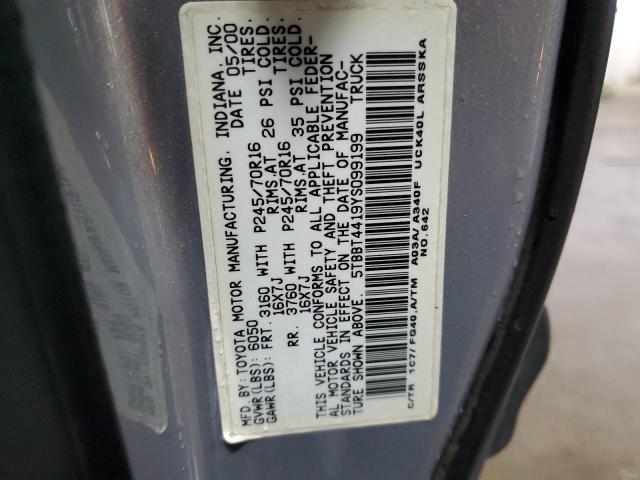 MFD. BY: TOYOTA MOTOR MANUFACTURING, INDIANA, INC.
GVWR(LBS): 6050 DATE 05/00
GAWR(LBS): FRT. 3160 WITH P245/70R16 TIRES,
16X7J RIMS,AT 26 PSI COLD.
RR. 3760 WITH P245/70R16 TIRES,
16X7J RIMS,AT 35 PSI COLD.
THIS VEHICLE CONFORMS TO ALL APPLICABLE FEDER-
AL MOTOR VEHICLE SAFETY AND THEFT PREVENTION
STANDARDS IN EFFECT ON THE DATE OF MANUFAC-
TURE SHOWN ABOVE. 5TBBT4419YS099199 TRUCK
C/TR 1C7/ FG40,A/TM A03A/ A340F UCK40L ARSSKA
NO.642